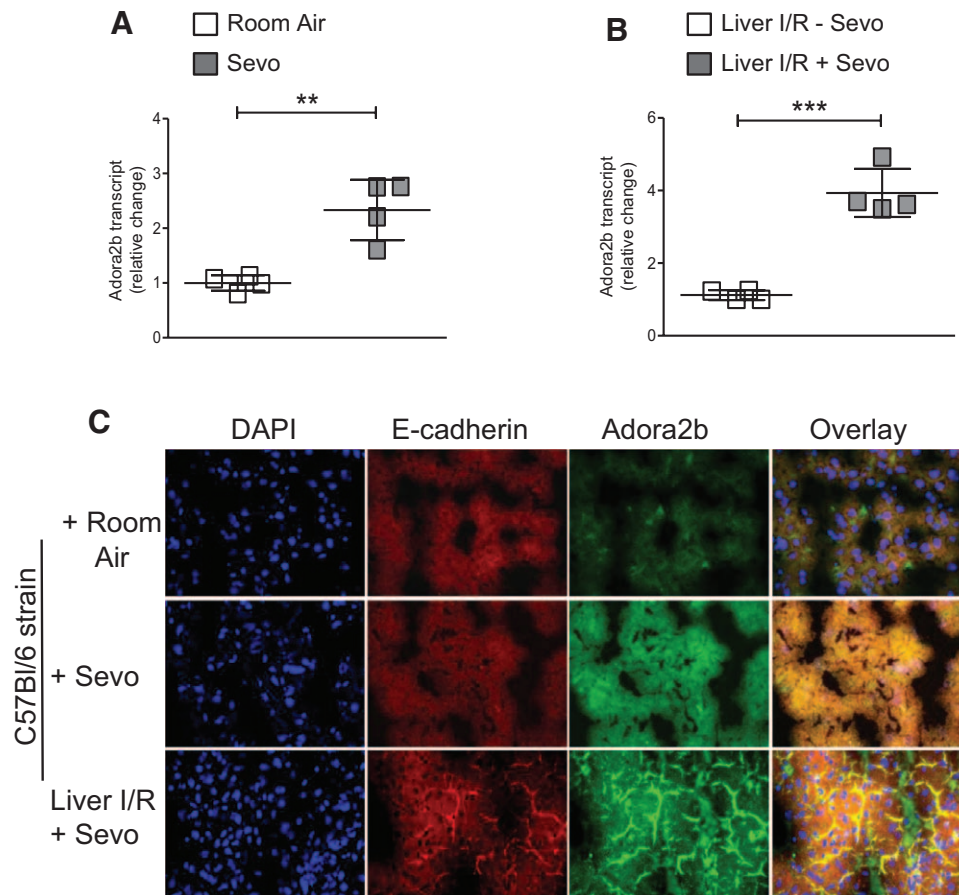 A
Room Air
Sevo
**
Adora2b transcript
(relative change)
4
3
2
1
0
B
Liver I/R - Sevo
Liver I/R + Sevo
***
Adora2b transcript
(relative change)
6
4
2
0
C
DAPI
E-cadherin
Adora2b
Overlay
C57Bl/6 strain
+ Room
Air
+ Sevo
Liver I/R
+ Sevo